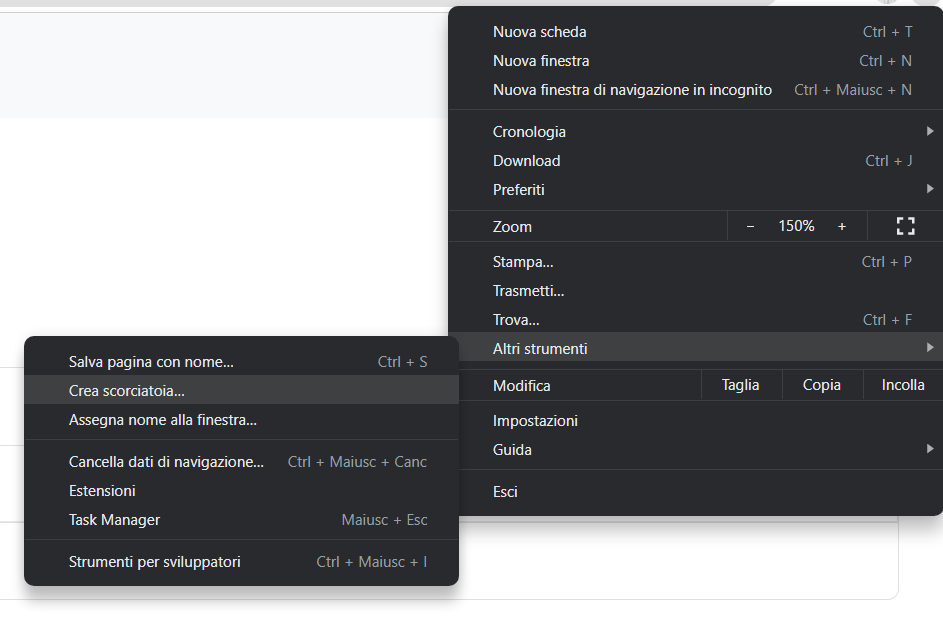 Nuova scheda Ctrl + T
Nuova finestra Ctrl + N
Nuova finestra di navigazione in incognito Ctrl + Maiusc + N
Cronologia
Download Ctrl + J
Preferiti
Zoom − 150% +
Stampa... Ctrl + P
Trasmetti...
Trova... Ctrl + F
Altri strumenti
Modifica Taglia Copia Incolla
Impostazioni
Guida
Esci
Salva pagina con nome... Ctrl + S
Crea scorciatoia...
Assegna nome alla finestra...
Cancella dati di navigazione... Ctrl + Maiusc + Canc
Estensioni
Task Manager Maiusc + Esc
Strumenti per sviluppatori Ctrl + Maiusc + I